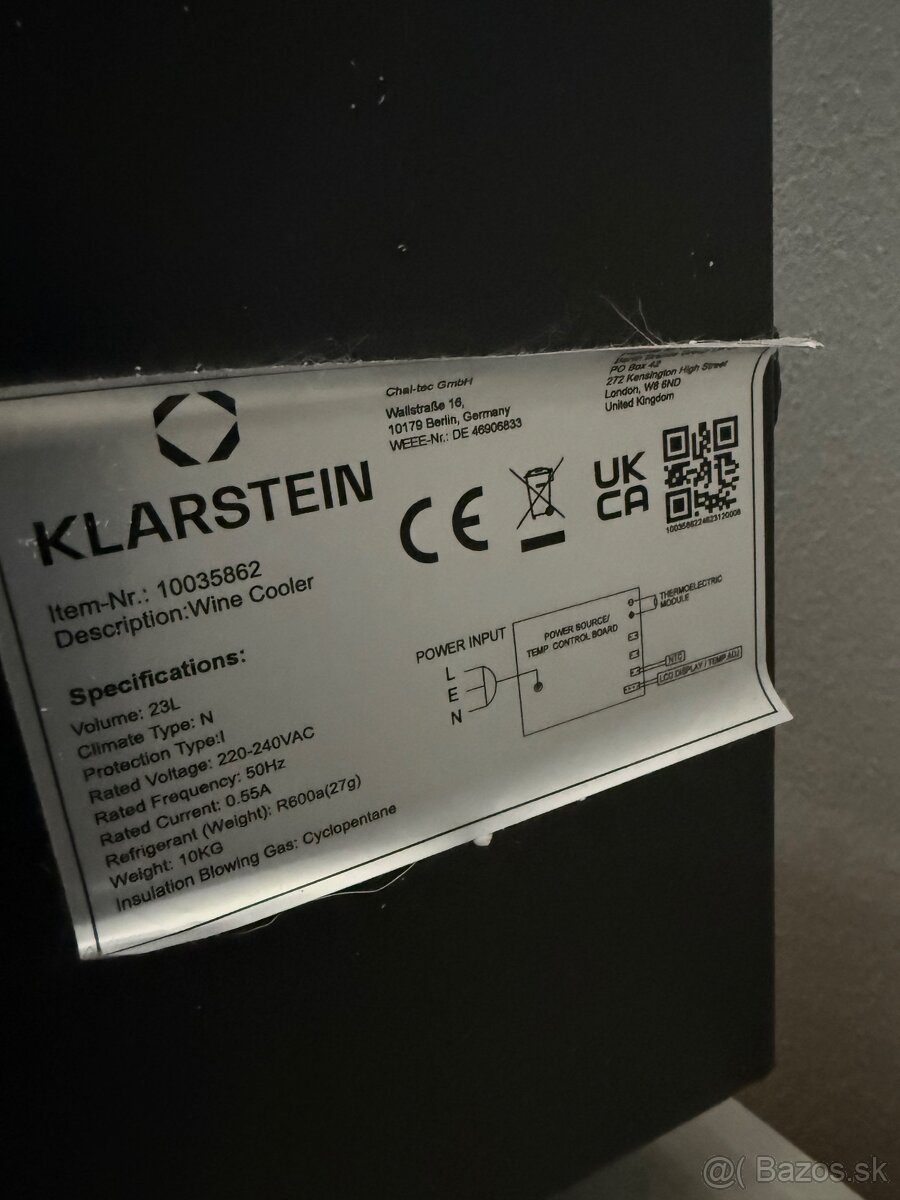 Chal-tec GmbH
Wallstraße 16,
10179 Berlin, Germany
WEEE-Nr.: DE 46906833
PO Box 42
272 Kensington High Street
London, W8 6ND
United Kingdom
KLARSTEIN
CE
UK
CA
Item-Nr.: 10035862
Description:Wine Cooler
Specifications:
Volume: 23L
Climate Type: N
Protection Type:I
Rated Voltage: 220-240VAC
Rated Frequency: 50Hz
Rated Current: 0.55A
Refrigerant (Weight): R600a(27g)
Weight: 10KG
Insulation Blowing Gas: Cyclopentane
POWER INPUT
L
E
N
POWER SOURCE/
TEMP CONTROL BOARD
THERMOELECTRIC
MODULE
NTC
LCD DISPLAY / TEMP ADJ
@( Bazos.sk